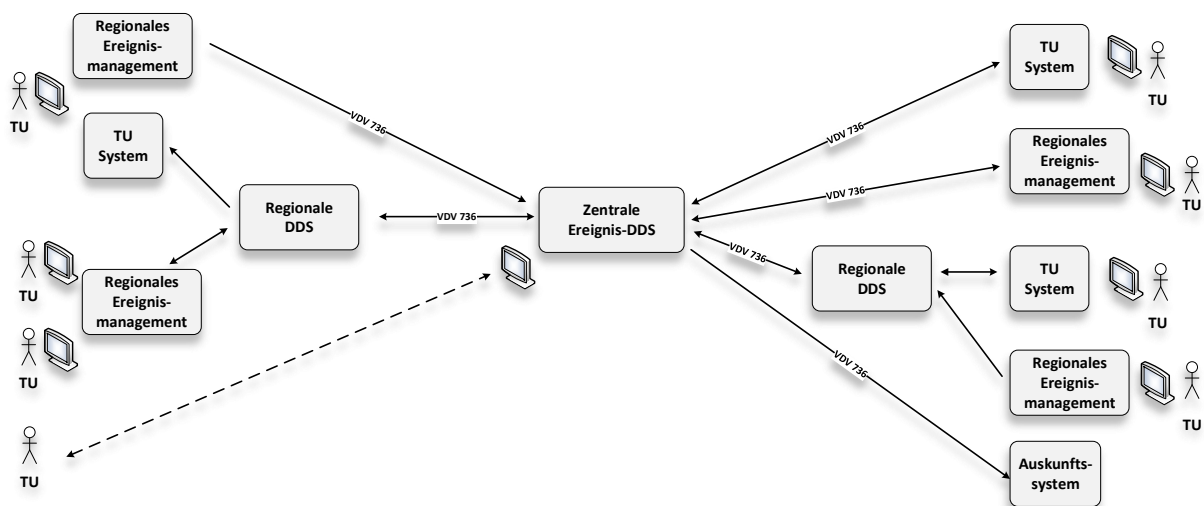 Regionales
Ereignis-
management
TU
VDV 736
TU
System
Regionale
DDS
VDV 736
Zentrale
Ereignis-DDS
TU
Regionales
Ereignis-
management
TU
TU
TU
System
TU
VDV 736
Regionales
Ereignis-
management
TU
VDV 736
VDV 736
Regionale
DDS
TU
System
TU
VDV 736
Regionales
Ereignis-
management
TU
Auskunfts-
system